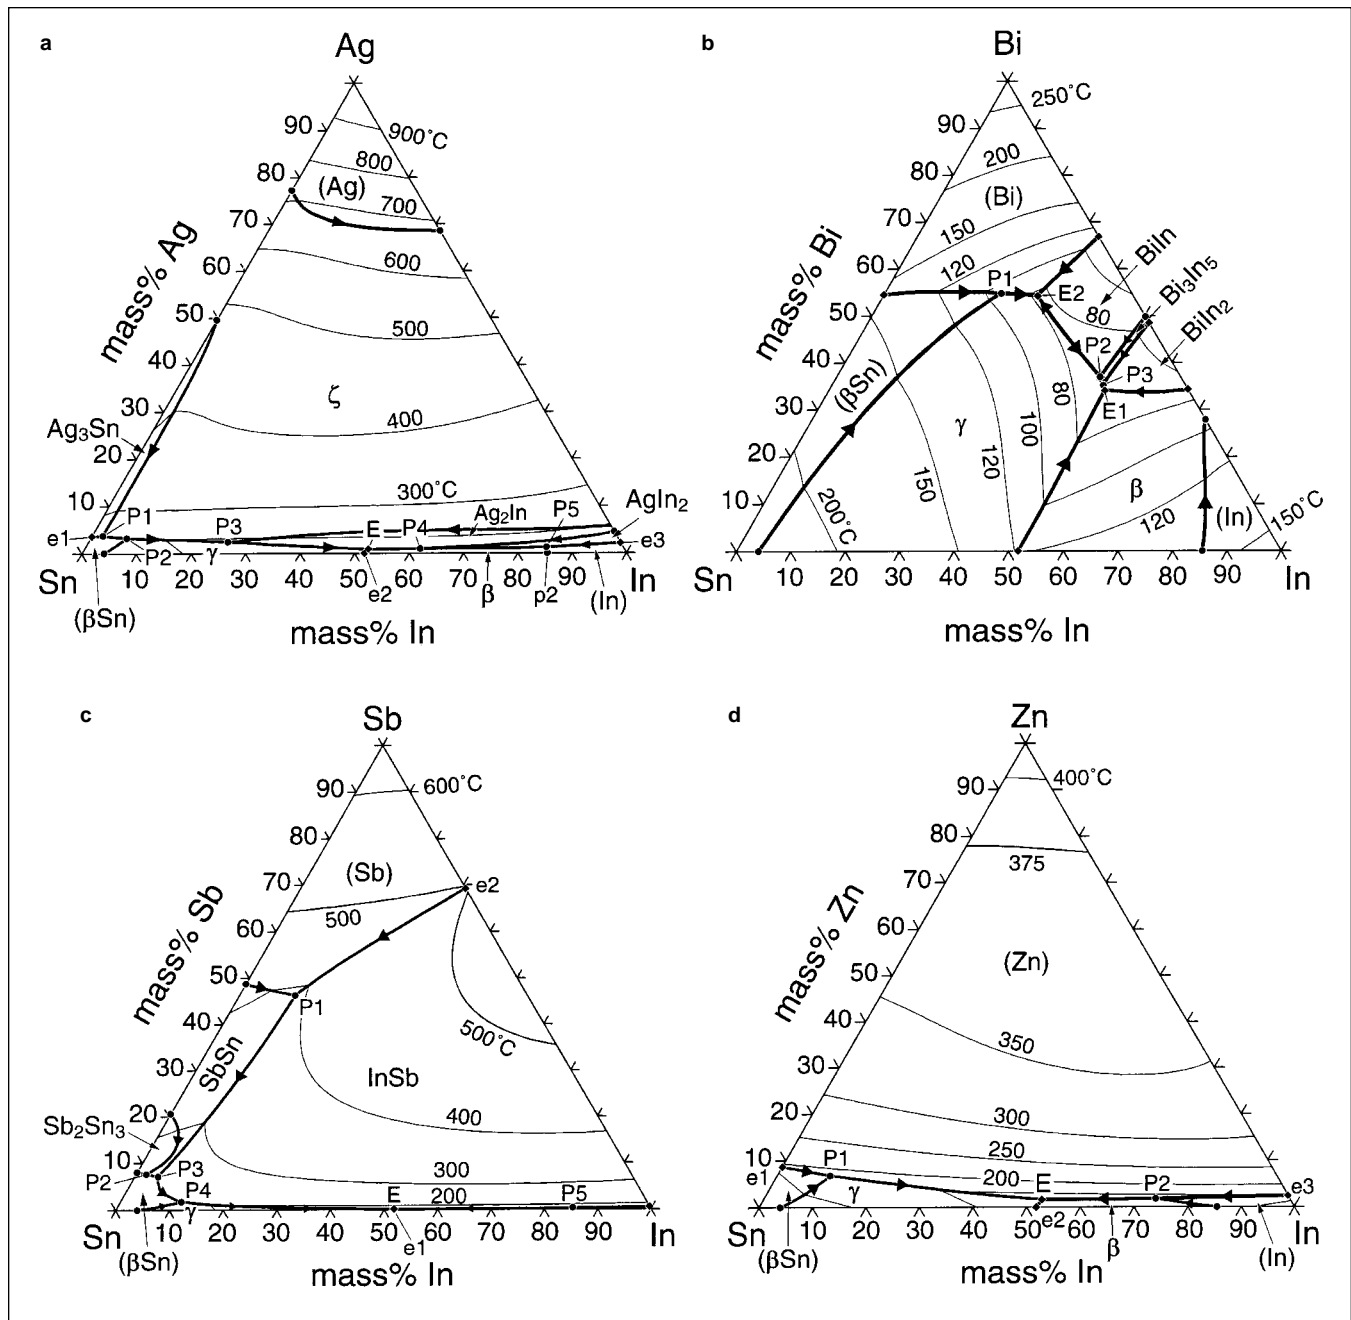 a
Ag
90
900˚C
80
800
(Ag)
70
700
mass% Ag
60
600
50
500
40
ζ
30
400
Ag3Sn
20
10
300˚C
AgIn2
P1
P3
Ag2In
P5
E
P4
e1
e3
P2
γ
Sn
10 20 30 40 50 60 70 80 90
In
e2
β
p2
(In)
(βSn)
mass% In
b
Bi
250˚C
90
200
80
(Bi)
70
150
mass% Bi
60
120
P1
E2
BiIn
Bi3In5
BiIn2
50
80
P2
40
(βSn)
P3
80
E1
30
γ
100
20
120
β
150
10
200˚C
120
(In)
150˚C
Sn
10 20 30 40 50 60 70 80 90
In
mass% In
c
Sb
600˚C
90
80
(Sb)
70
e2
500
mass% Sb
60
50
P1
40
500˚C
SbSn
30
InSb
20
400
Sb2Sn3
10
P3
300
P2
P4
E
200
P5
γ
Sn
10 20 30 40 50 60 70 80 90
In
(βSn)
e1
mass% In
d
Zn
400˚C
90
80
375
70
mass% Zn
60
(Zn)
50
40
350
30
20
300
250
10
P1
200
e1
E
P2
e3
γ
Sn
10 20 30 40 50 e2 60 70 80 90
In
(βSn)
β
(In)
mass% In